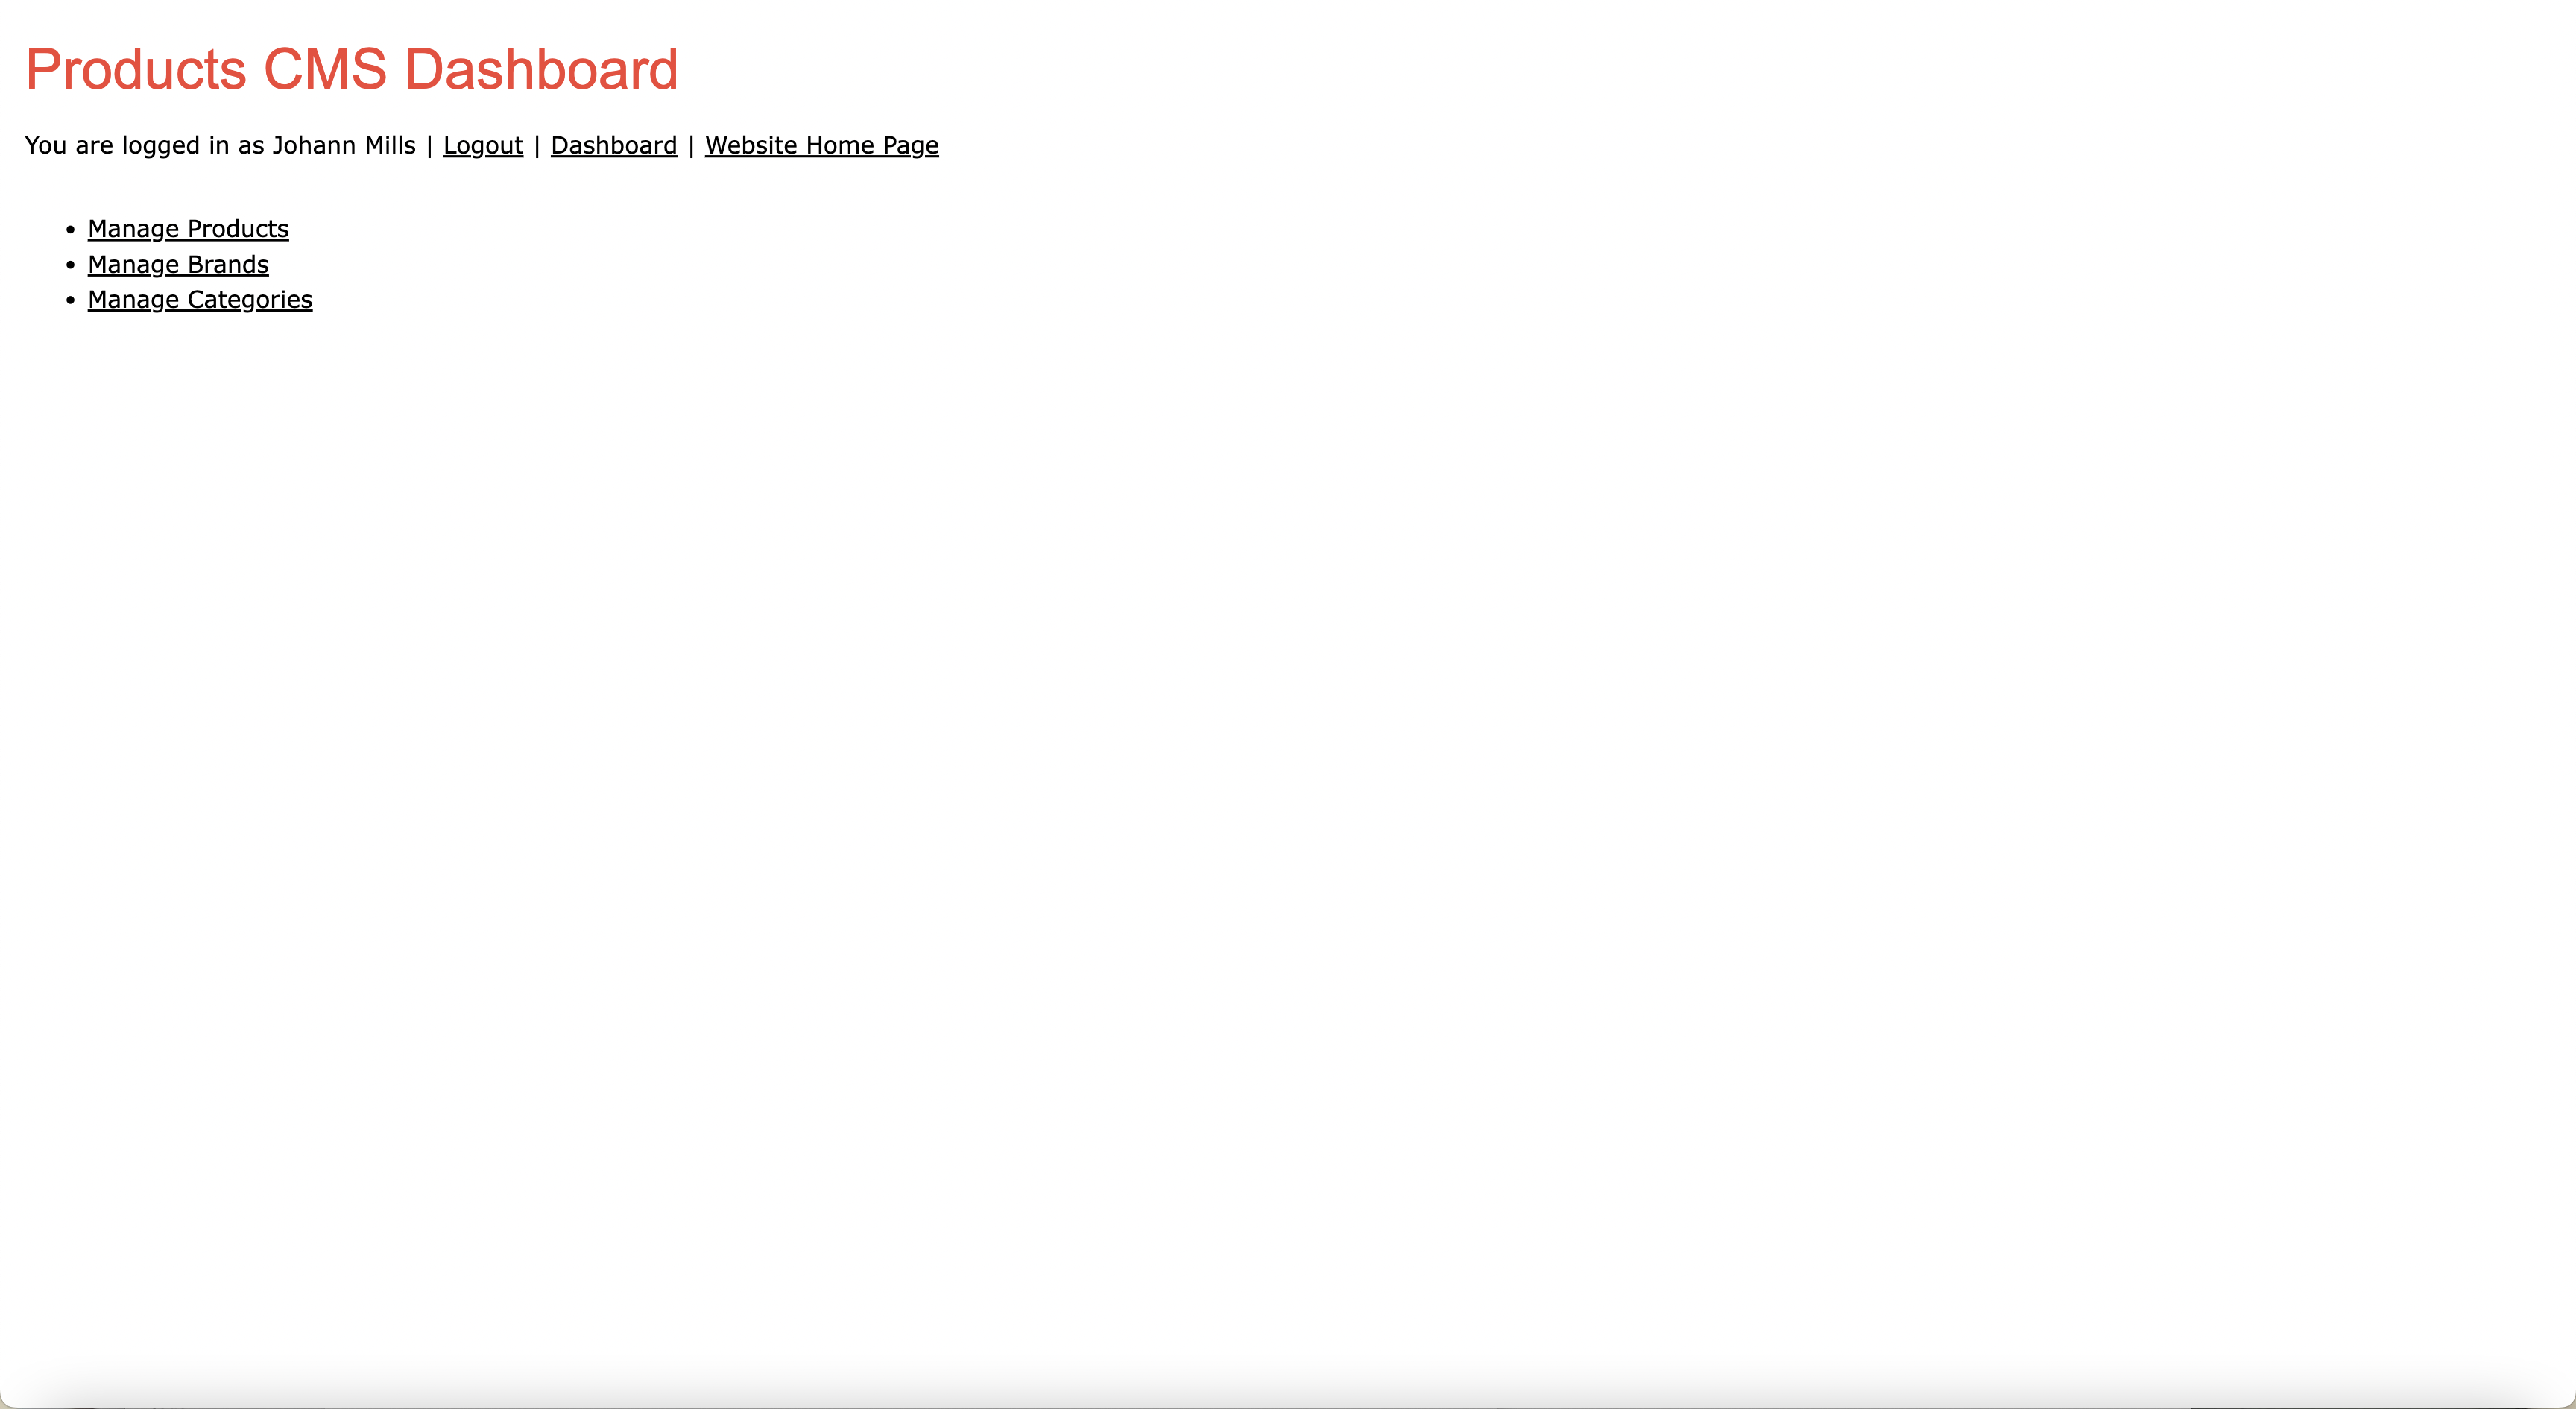 Products CMS Dashboard
You are logged in as Johann Mills | Logout | Dashboard | Website Home Page
• Manage Products
• Manage Brands
• Manage Categories